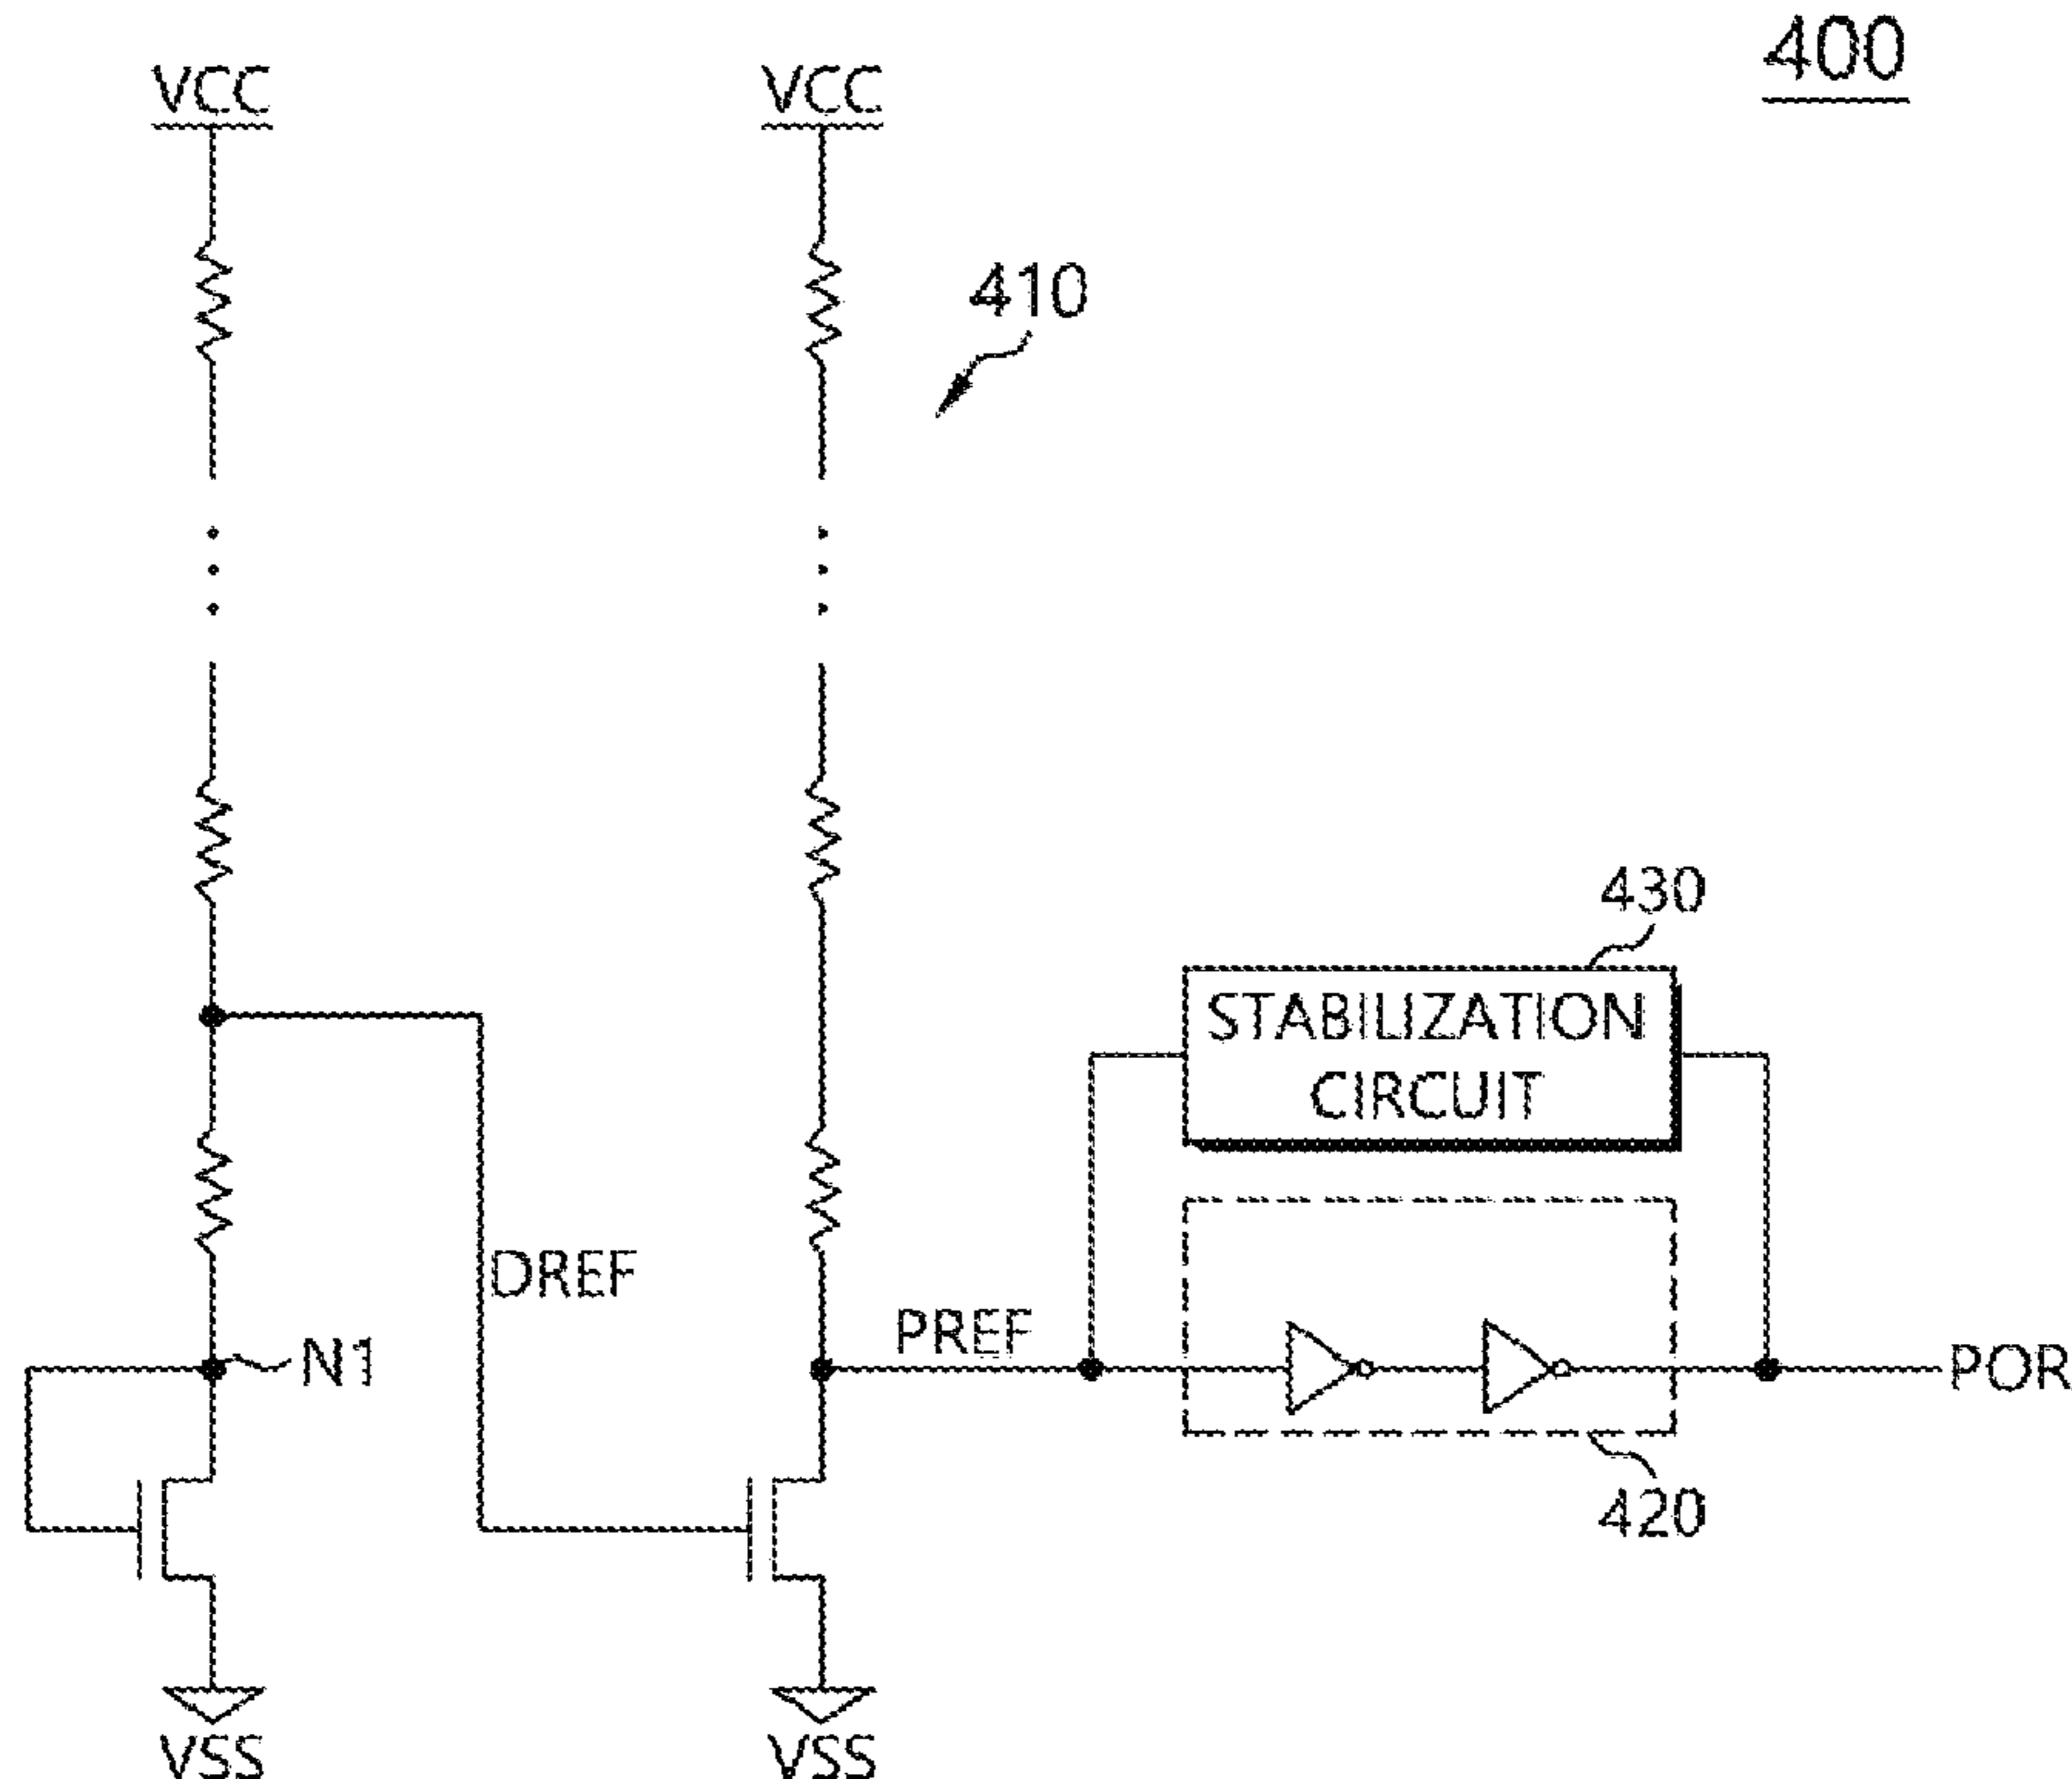 400
VCC
VCC
410
430
STABILIZATION
CIRCUIT
DREF
PREF
N1
POR
420
VSS
VSS